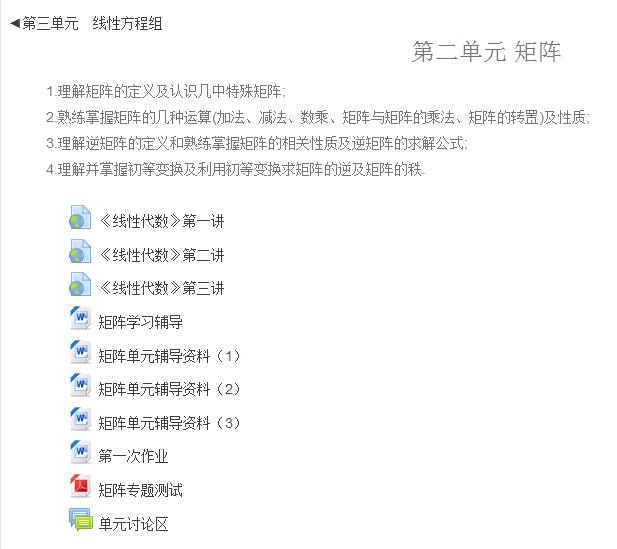 ◀第三单元 线性方程组
第二单元 矩阵
1.理解矩阵的定义及认识几中特殊矩阵;
2.熟练掌握矩阵的几种运算(加法、减法、数乘、矩阵与矩阵的乘法、矩阵的转置)及性质;
3.理解逆矩阵的定义和熟练掌握矩阵的相关性质及逆矩阵的求解公式;
4.理解并掌握初等变换及利用初等变换求矩阵的逆及矩阵的秩.
《线性代数》第一讲
《线性代数》第二讲
《线性代数》第三讲
矩阵学习辅导
矩阵单元辅导资料（1）
矩阵单元辅导资料（2）
矩阵单元辅导资料（3）
第一次作业
矩阵专题测试
单元讨论区